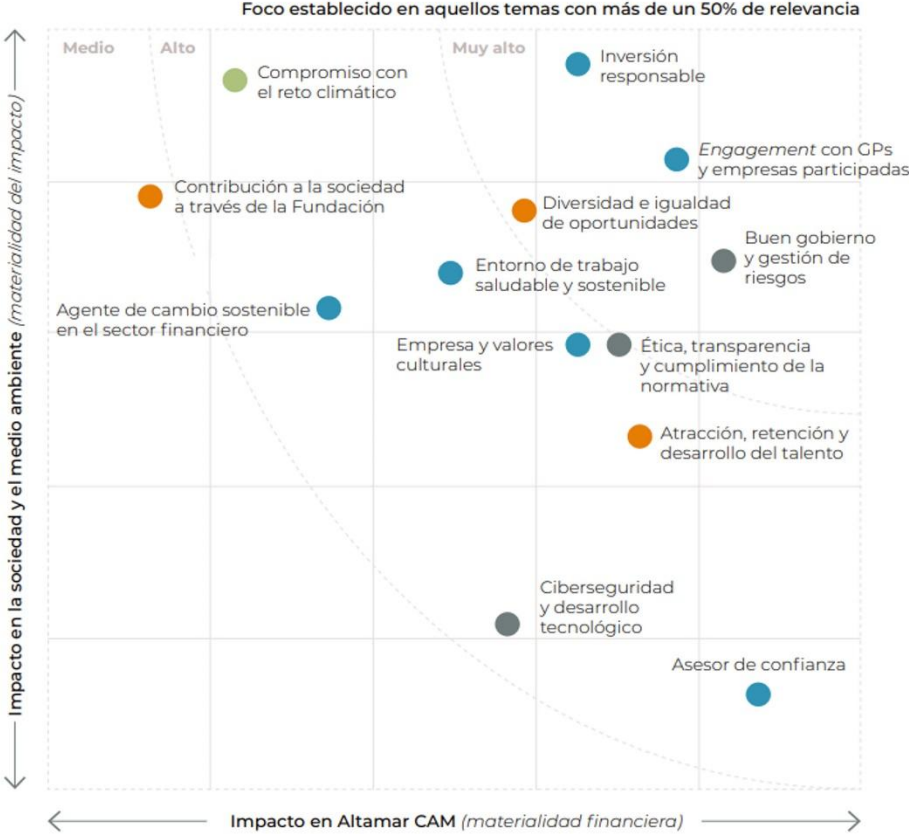 Foco establecido en aquellos temas con más de un 50% de relevancia
Medio
Alto
Muy alto
Inversión
responsable
Compromiso con
el reto climático
Engagement con GPs
y empresas participadas
Contribución a la sociedad
a través de la Fundación
Diversidad e igualdad
de oportunidades
Buen gobierno
y gestión de
riesgos
Entorno de trabajo
saludable y sostenible
Agente de cambio sostenible
en el sector financiero
Empresa y valores
culturales
Ética, transparencia
y cumplimiento de la
normativa
Atracción, retención y
desarrollo del talento
Ciberseguridad
y desarrollo
tecnológico
Asesor de confianza
Impacto en la sociedad y el medio ambiente (materialidad del impacto)
Impacto en Altamar CAM (materialidad financiera)